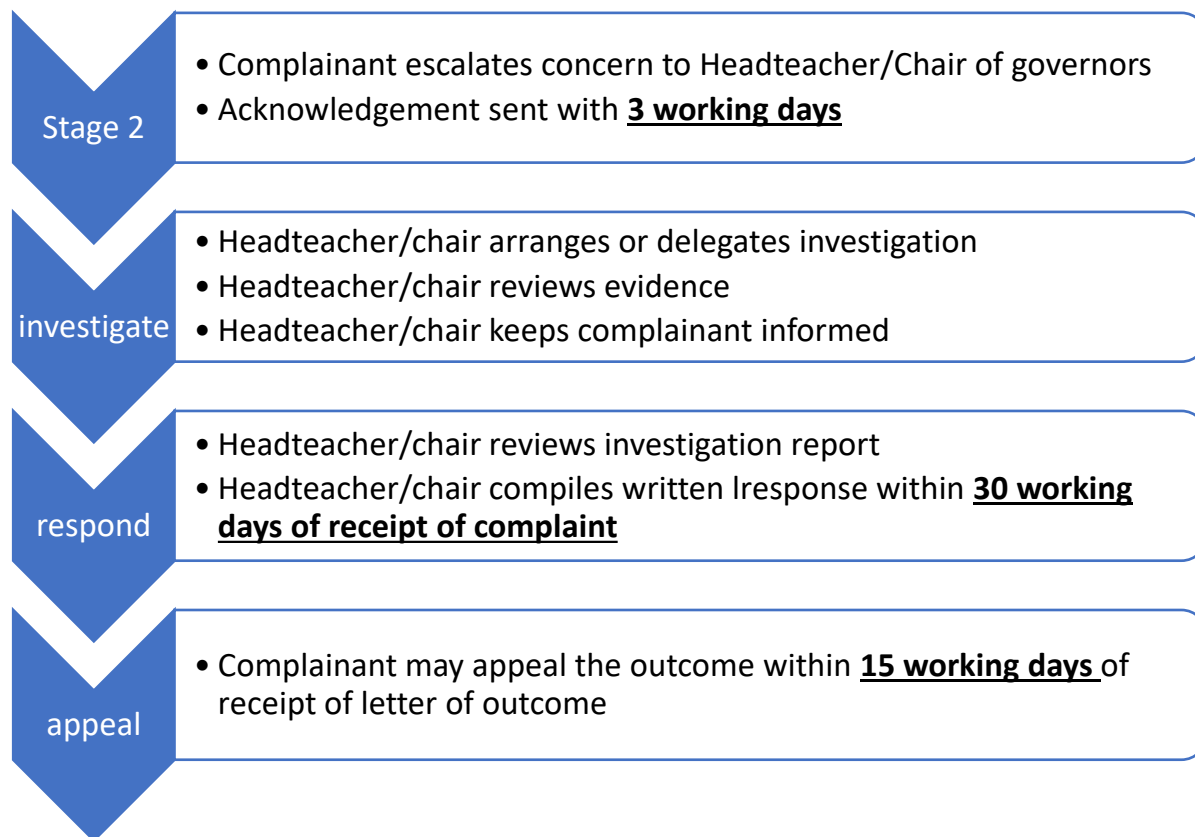 Stage 2
• Complainant escalates concern to Headteacher/Chair of governors
• Acknowledgement sent with 3 working days
investigate
• Headteacher/chair arranges or delegates investigation
• Headteacher/chair reviews evidence
• Headteacher/chair keeps complainant informed
respond
• Headteacher/chair reviews investigation report
• Headteacher/chair compiles written lresponse within 30 working
days of receipt of complaint
appeal
• Complainant may appeal the outcome within 15 working days of
receipt of letter of outcome